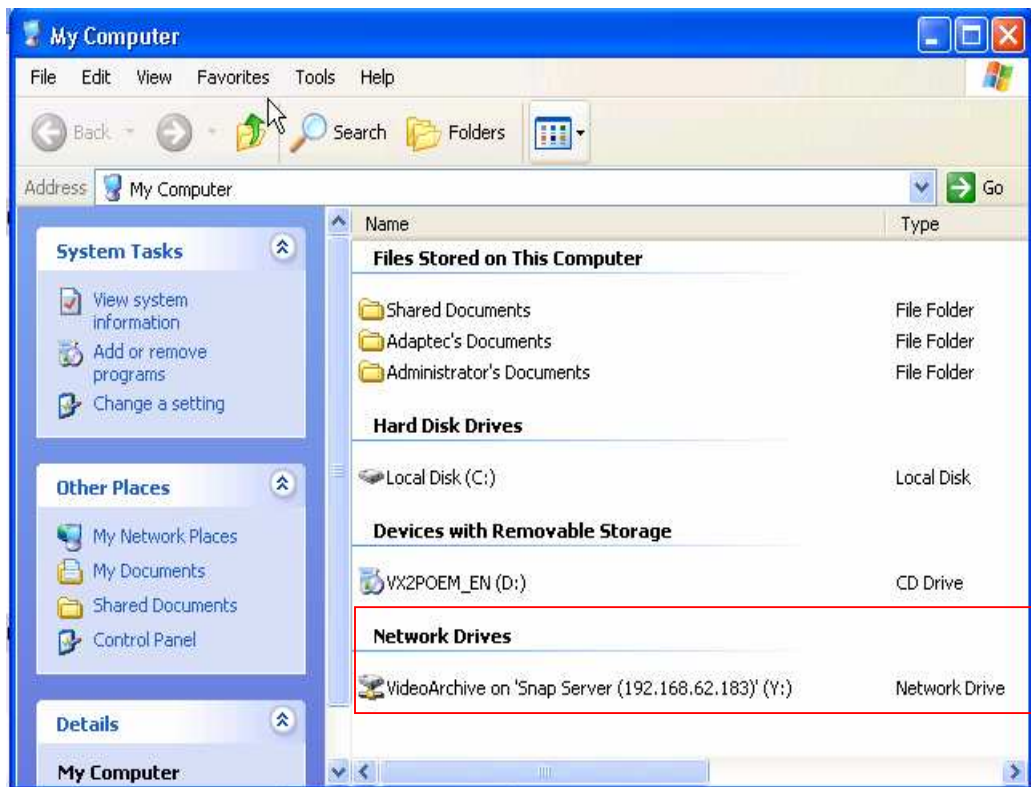 My Computer
File Edit View Favorites Tools Help
Back Search Folders
Address My Computer Go
System Tasks
View system information
Add or remove programs
Change a setting
Other Places
My Network Places
My Documents
Shared Documents
Control Panel
Details
My Computer
Name Type
Files Stored on This Computer
Shared Documents File Folder
Adaptec's Documents File Folder
Administrator's Documents File Folder
Hard Disk Drives
Local Disk (C:) Local Disk
Devices with Removable Storage
VX2POEM_EN (D:) CD Drive
Network Drives
VideoArchive on 'Snap Server (192.168.62.183)' (Y:) Network Drive